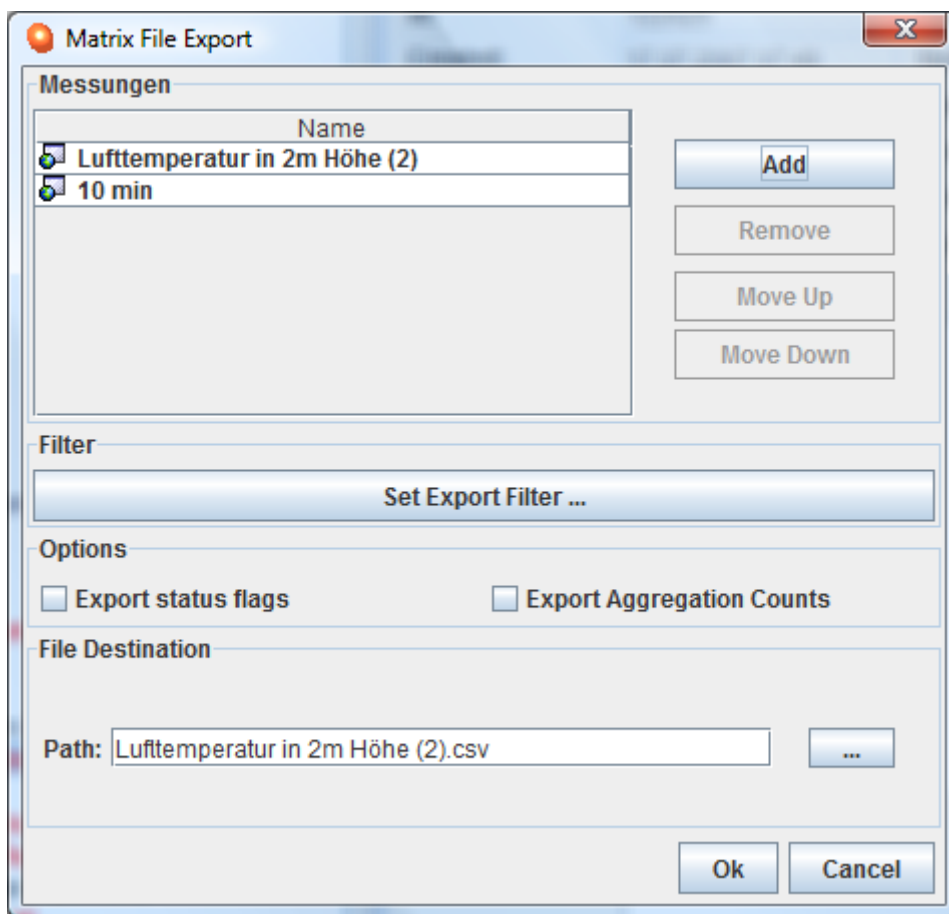 Matrix File Export
Messungen
Name
Lufttemperatur in 2m Höhe (2)
10 min
Add
Remove
Move Up
Move Down
Filter
Set Export Filter ...
Options
Export status flags
Export Aggregation Counts
File Destination
Path: Lufttemperatur in 2m Höhe (2).csv ...
Ok Cancel